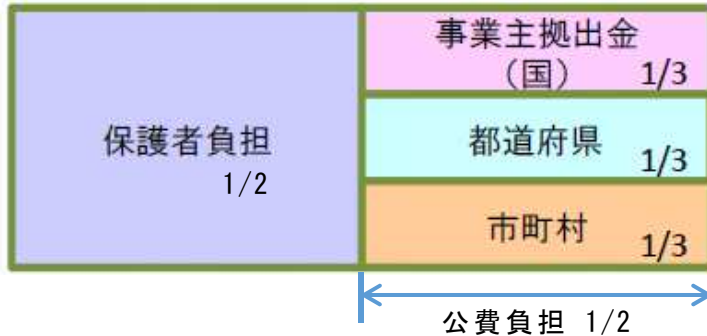 保護者負担
1/2
事業主拠出金
（国） 1/3
都道府県 1/3
市町村 1/3
公費負担 1/2